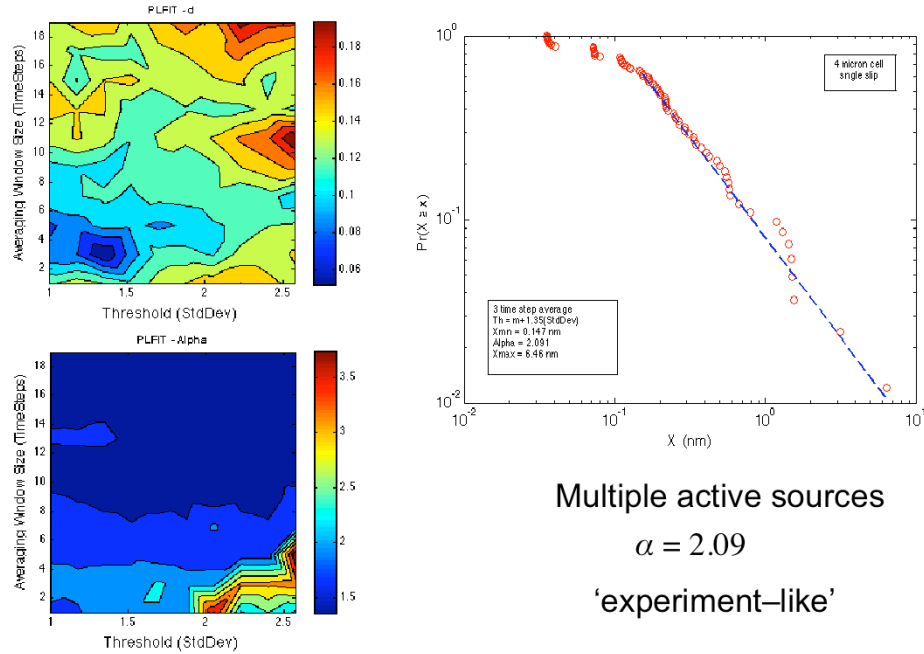 PLFIT -d
Averaging Window Size (TimeSteps)
18
16
14
12
10
8
6
4
2
1
1.5
2
2.5
Threshold (StdDev)
0.18
0.16
0.14
0.12
0.1
0.08
0.06
PLFIT -Alpha
Averaging Window Size (TimeSteps)
18
16
14
12
10
8
6
4
2
1
1.5
2
2.5
Threshold (StdDev)
3.5
3
2.5
2
1.5
Pr(X ≥ x)
10^0
10^-1
10^-2
10^-2
10^-1
10^0
10^1
X (nm)
4 micron cell
single slip
3 time step average
Th = m+1.35(StdDev)
Xmin = 0.147 nm
Alpha = 2.091
Xmax = 6.46 nm
Multiple active sources
α = 2.09
‘experiment–like’